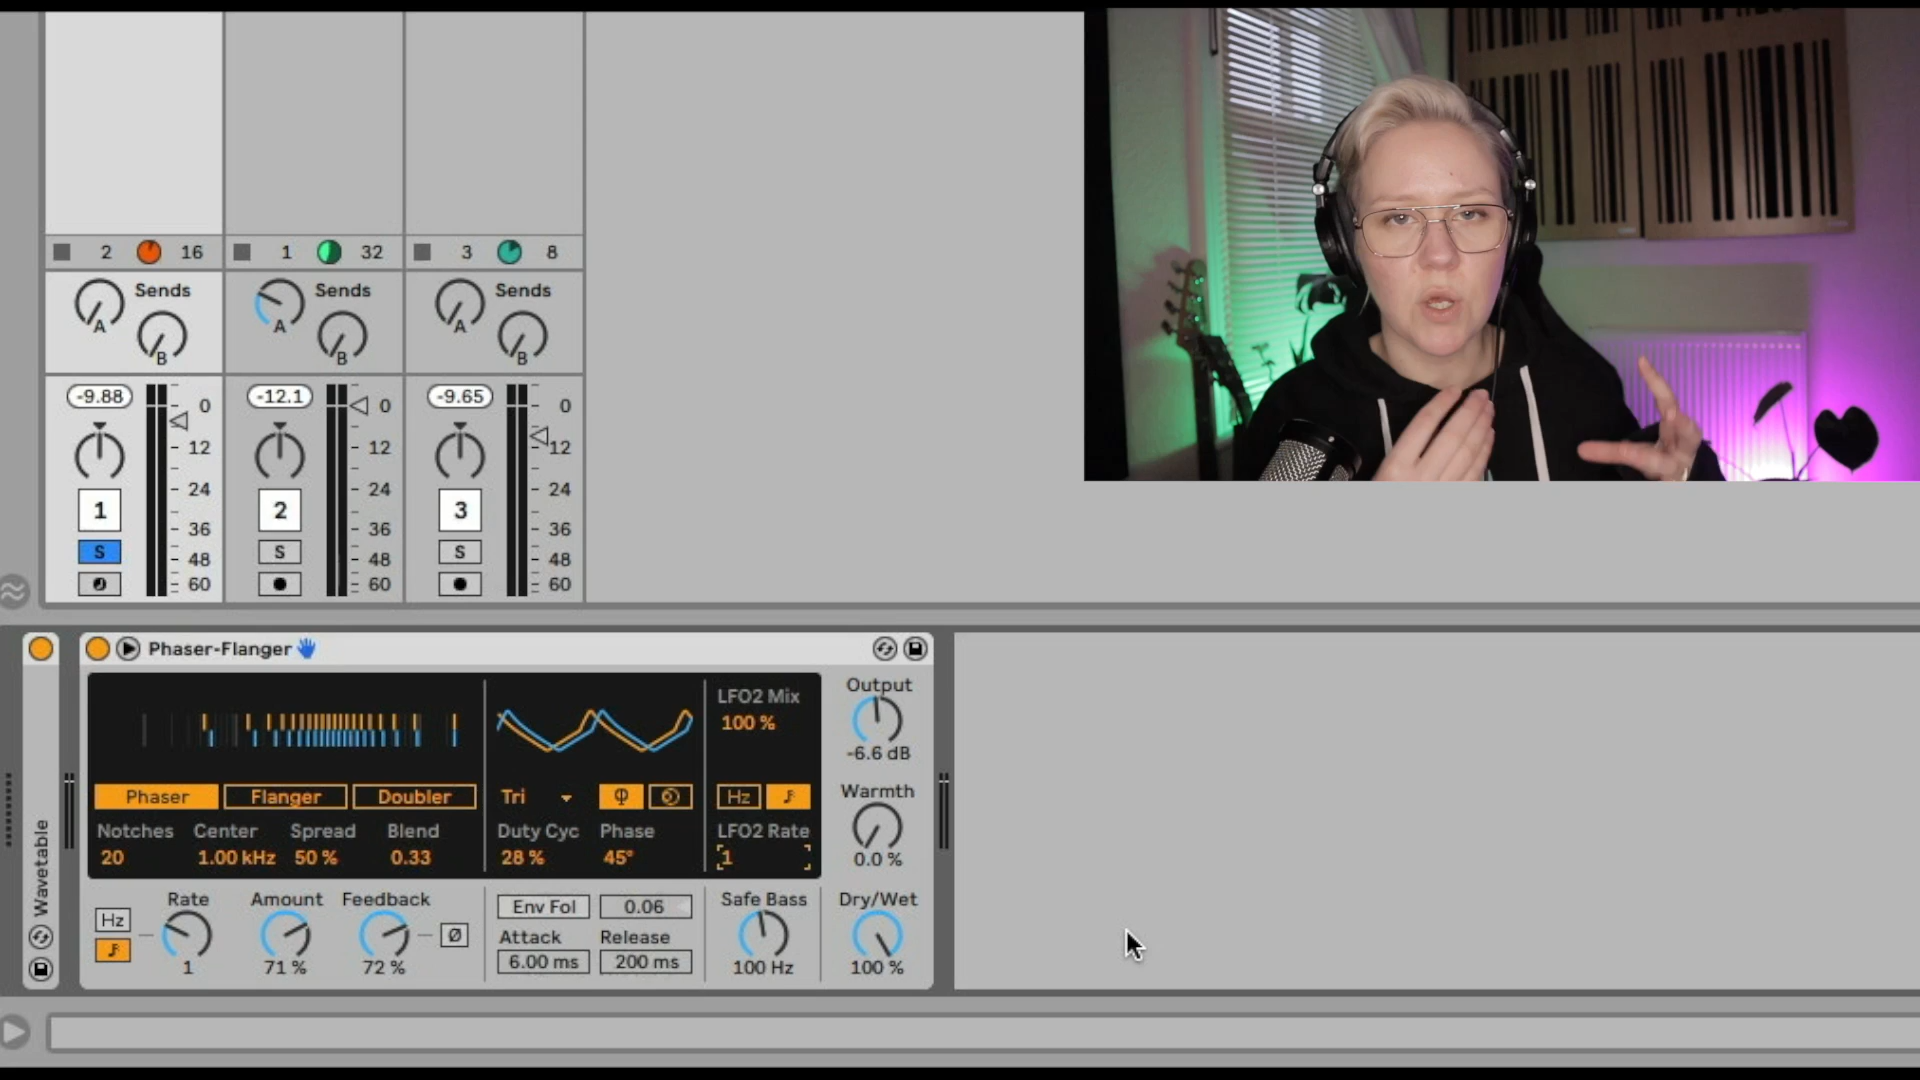 2 16 1 32 3 8
Sends Sends Sends
A A A
B B B
-9.88 0 -12.1 0 -9.65 0
12 12 12
24 24 24
1 2 3
36 36 36
S S S
48 48 48
60 60 60
Phaser-Flanger
Wavetable
LFO2 Mix
100 %
Output
-6.6 dB
Phaser Flanger Doubler Tri Hz
Warmth
0.0 %
Notches Center Spread Blend Duty Cyc Phase LFO2 Rate
20 1.00 kHz 50 % 0.33 28 % 45° 1
Rate Amount Feedback Env Fol 0.06 Safe Bass Dry/Wet
Hz Ø Attack Release
1 71 % 72 % 6.00 ms 200 ms 100 Hz 100 %